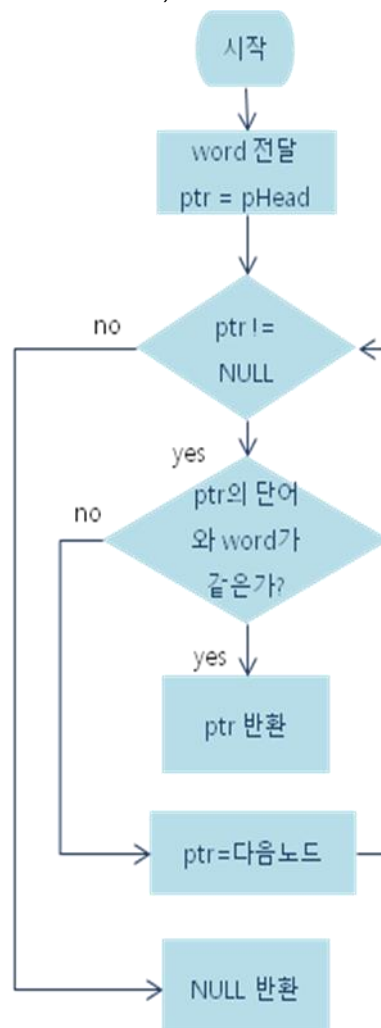 시작
word 전달
ptr = pHead
no
ptr !=
NULL
yes
no
ptr의 단어
와 word가
같은가?
yes
ptr 반환
ptr=다음노드
NULL 반환